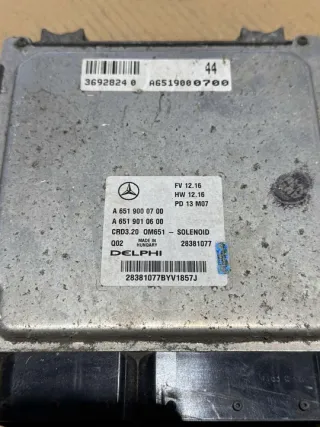 44
3692824 0 A6519000700
FV 12.16
HW 12.16
PD 13 M07
A 651 900 07 00
A 651 901 06 00
CRD3.20 OM651 - SOLENOID
Q02 MADE IN HUNGARY 28381077
DELPHI
28381077BYV1857J